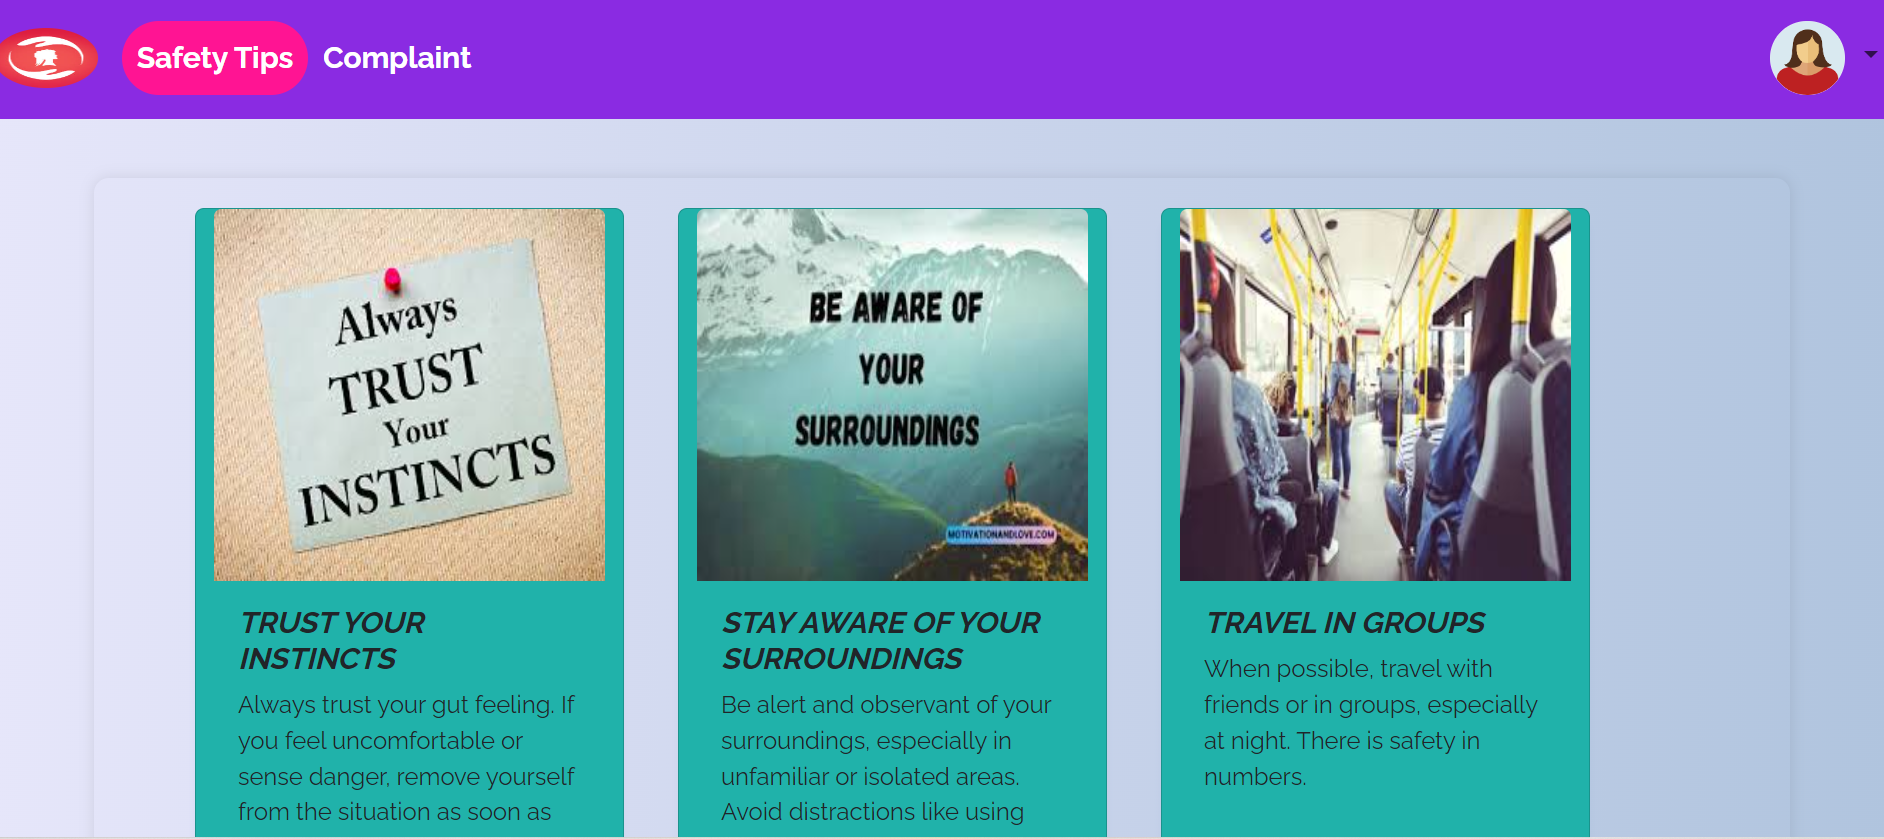 Safety Tips
Complaint
Always
TRUST
Your
INSTINCTS
BE AWARE OF
YOUR
SURROUNDINGS
MOTIVATIONANDLOVE.COM
TRUST YOUR
INSTINCTS
Always trust your gut feeling. If
you feel uncomfortable or
sense danger, remove yourself
from the situation as soon as
STAY AWARE OF YOUR
SURROUNDINGS
Be alert and observant of your
surroundings, especially in
unfamiliar or isolated areas.
Avoid distractions like using
TRAVEL IN GROUPS
When possible, travel with
friends or in groups, especially
at night. There is safety in
numbers.